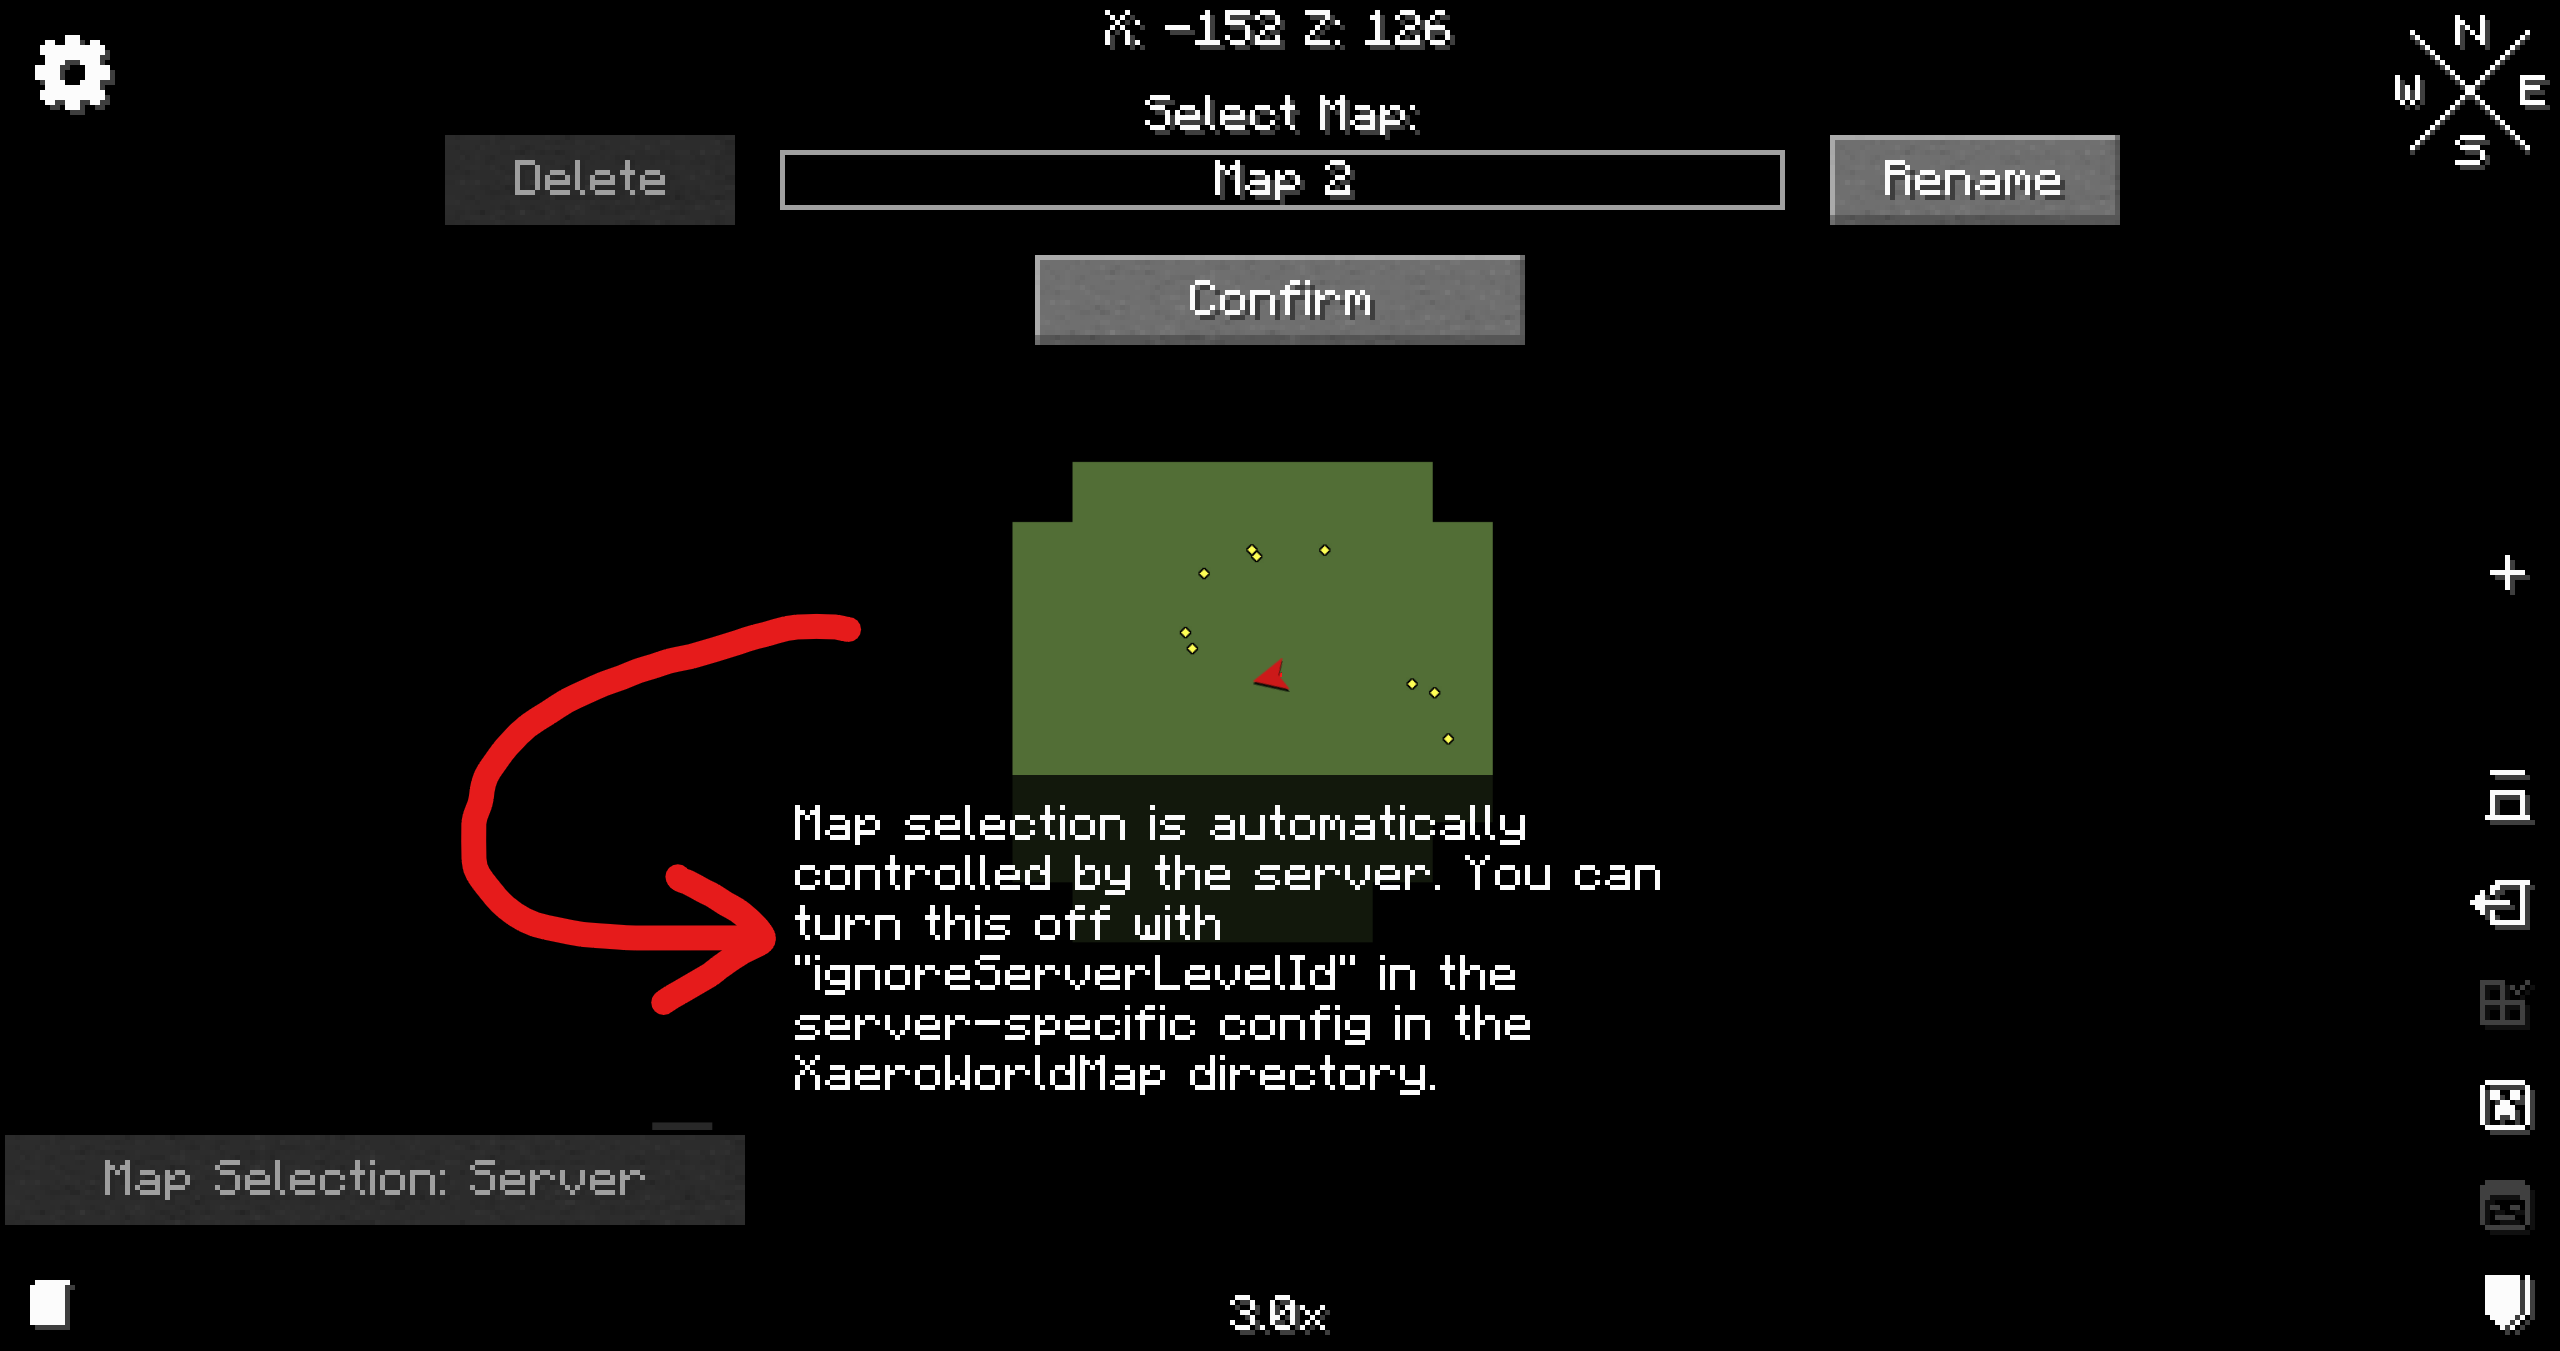 X: -152 Z: 126
N
Select Map:
W E
S
Delete
Map 2
Rename
Confirm
Map selection is automatically
controlled by the server. You can
turn this off with
"ignoreServerLevelId" in the
server-specific config in the
XaeroWorldMap directory.
Map Selection: Server
3.0x